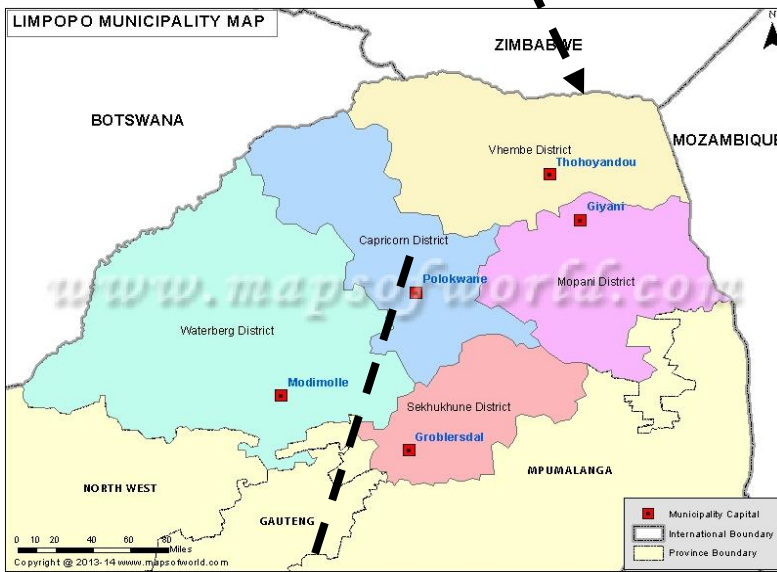 LIMPOPO MUNICIPALITY MAP
N
ZIMBABWE
BOTSWANA
MOZAMBIQUE
Vhembe District
Thohoyandou
Giyani
Capricorn District
Polokwane
Mopani District
www.mapsofworld.com
Waterberg District
Modimolle
Sekhukhune District
Groblersdal
MPUMALANGA
NORTH WEST
GAUTENG
Municipality Capital
International Boundary
Province Boundary
0 10 20 40 60 80
Miles
Copyright @ 2013-14 www.mapsofworld.com